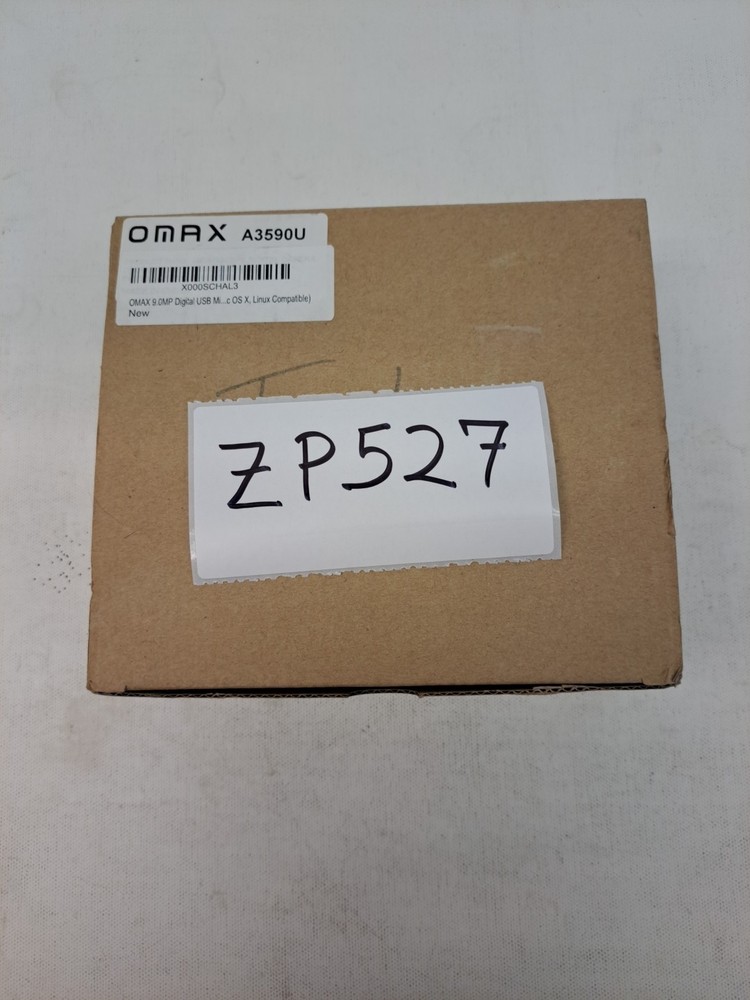 OMAX A3590U
X000SCHAL3
OMAX 9.0MP Digital USB Mi...c OS X, Linux Compatible)
New
ZP527